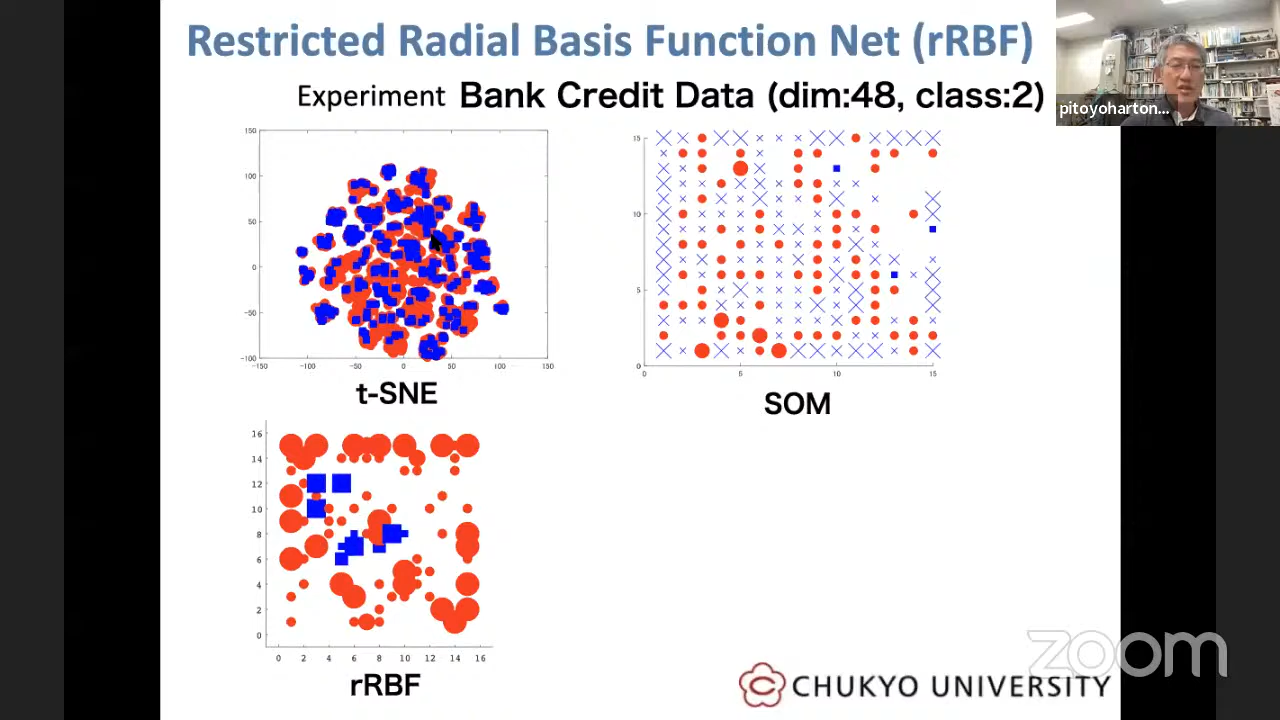 Restricted Radial Basis Function Net (rRBF)
pitoyoharton...
Experiment Bank Credit Data (dim:48, class:2)
150
100
50
0
-50
-100
-150 -100 -50 0 50 100 150
t-SNE
15
10
5
0
0 5 10 15
SOM
16
14
12
10
8
6
4
2
0
0 2 4 6 8 10 12 14 16
rRBF
zoom
CHUKYO UNIVERSITY